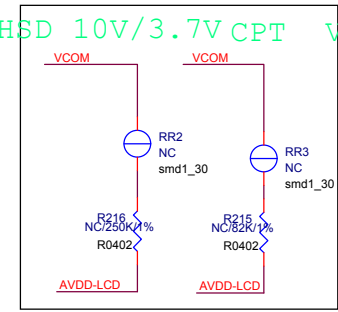 HSD 10V/3.7V CPT V
VCOM
VCOM
RR2
NC
smd1_30
RR3
NC
smd1_30
R216
NC/250K/1%
R0402
R215
NC/82K/1%
R0402
AVDD-LCD
AVDD-LCD